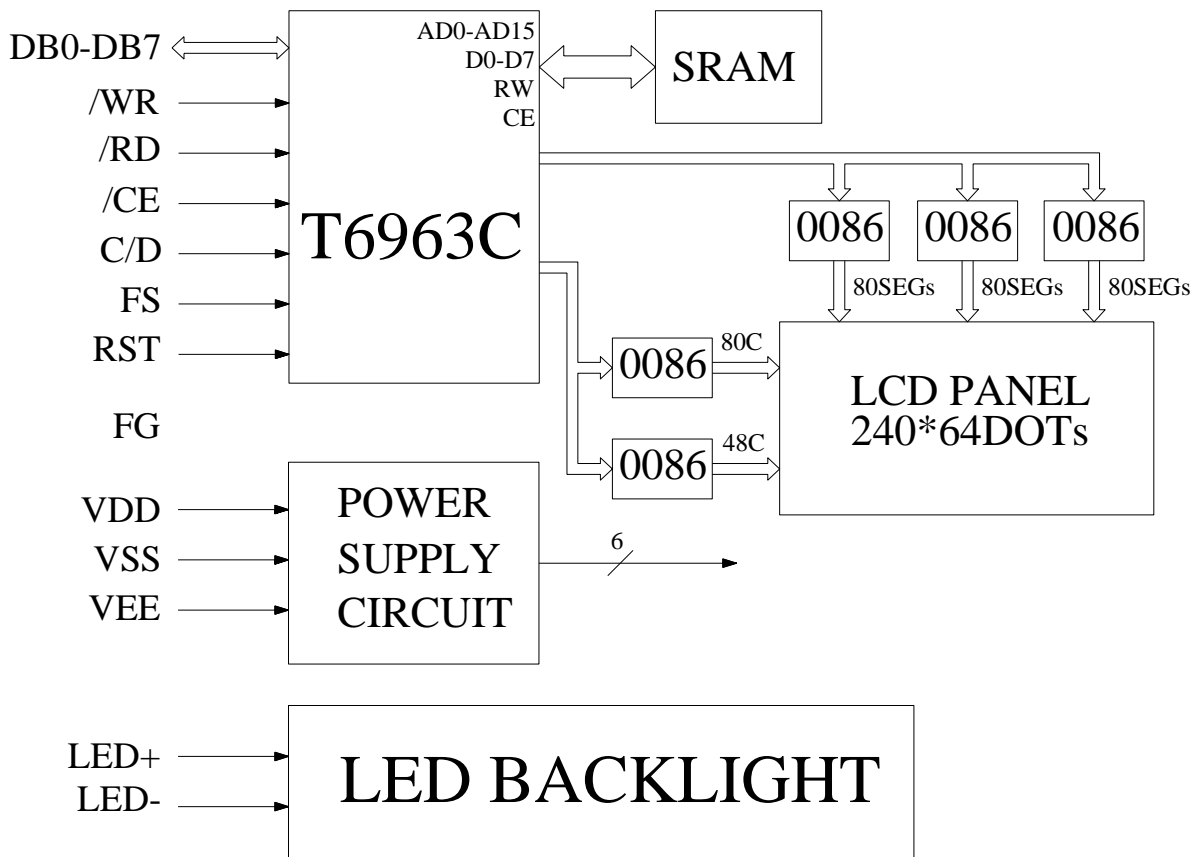 DB0-DB7
/WR
/RD
/CE
C/D
FS
RST
FG
AD0-AD15
D0-D7
RW
CE
T6963C
SRAM
0086
0086
0086
80SEGs
80SEGs
80SEGs
0086
80C
0086
48C
LCD PANEL
240*64DOTs
VDD
VSS
VEE
POWER
SUPPLY
CIRCUIT
6
LED+
LED-
LED BACKLIGHT